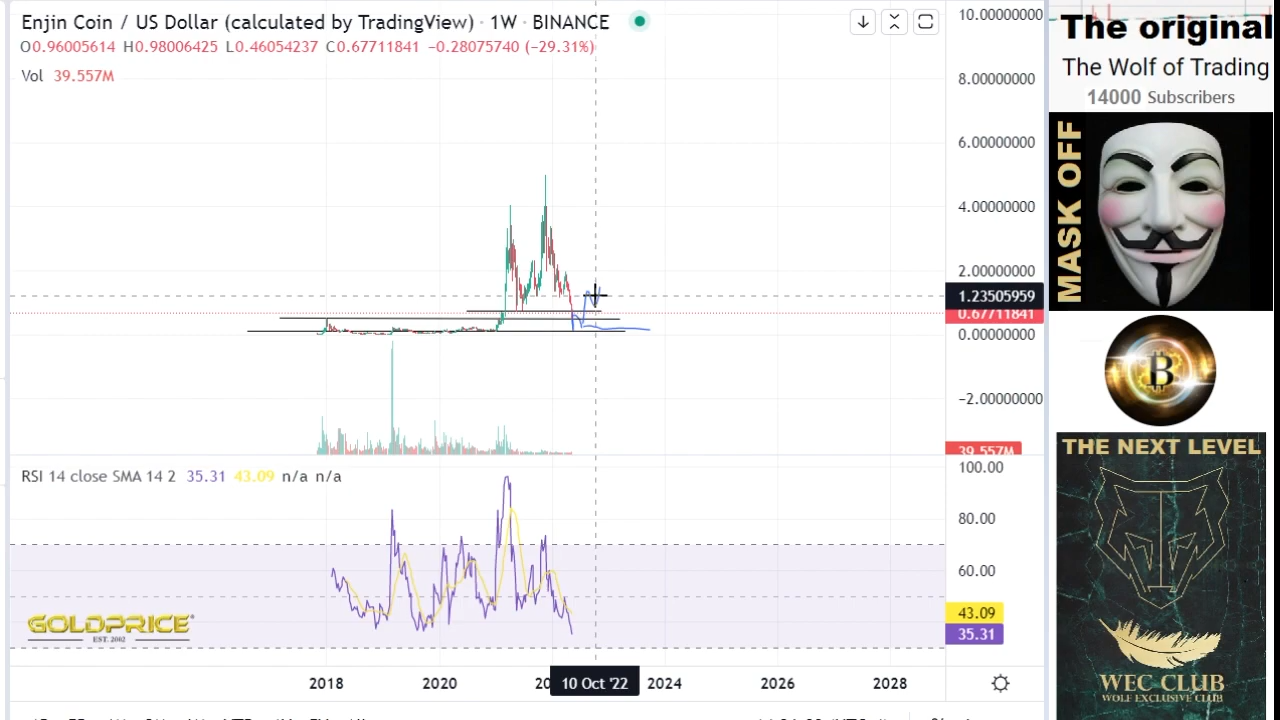 Enjin Coin / US Dollar (calculated by TradingView) · 1W · BINANCE
O0.96005614 H0.98006425 L0.46054237 C0.67711841 −0.28075740 (−29.31%)
Vol 39.557M
10.00000000
8.00000000
6.00000000
4.00000000
2.00000000
1.23505959
0.67711841
0.00000000
−2.00000000
39.557M
RSI 14 close SMA 14 2 35.31 43.09 n/a n/a
100.00
80.00
60.00
43.09
35.31
GOLDPRICE®
EST. 2002
2018
2020
10 Oct '22
2024
2026
2028
The original
The Wolf of Trading
14000 Subscribers
MASK OFF
B
THE NEXT LEVEL
WEC CLUB
WOLF EXCLUSIVE CLUB